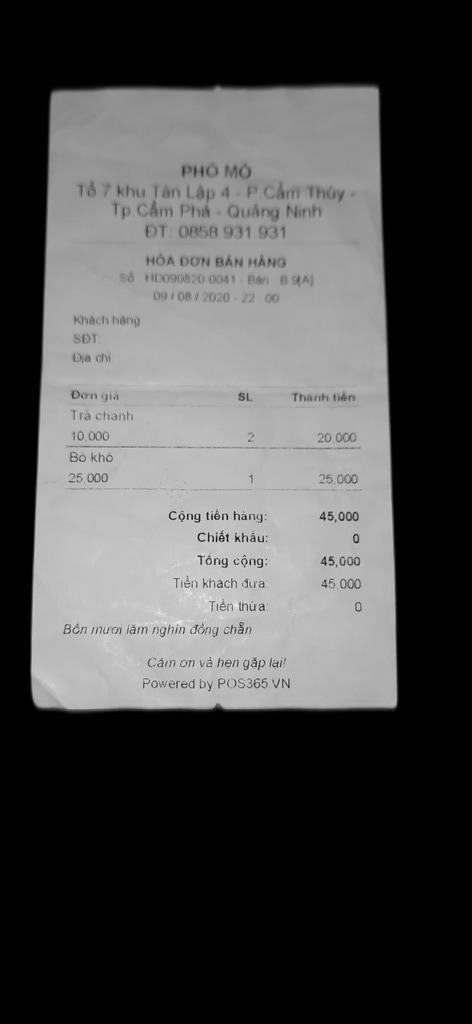 PHỐ MỎ
Tổ 7 khu Tân Lập 4 - P Cẩm Thủy -
Tp Cẩm Phả - Quảng Ninh
ĐT: 0858 931 931
HÓA ĐƠN BÁN HÀNG
Số HD090820-0041 - Bàn B 9[A]
09 / 08 / 2020 - 22 : 00
Khách hàng
SĐT:
Địa chỉ
Đơn giá SL Thành tiền
Trà chanh
10,000 2 20,000
Bò khô
25,000 1 25,000
Cộng tiền hàng: 45,000
Chiết khấu: 0
Tổng cộng: 45,000
Tiền khách đưa: 45,000
Tiền thừa: 0
Bốn mươi lăm nghìn đồng chẵn
Cảm ơn và hẹn gặp lại!
Powered by POS365.VN